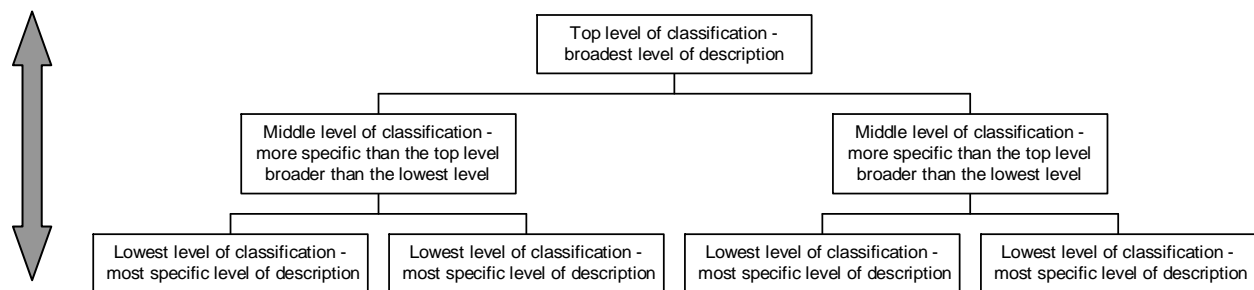 Top level of classification -
broadest level of description
Middle level of classification -
more specific than the top level
broader than the lowest level
Middle level of classification -
more specific than the top level
broader than the lowest level
Lowest level of classification -
most specific level of description
Lowest level of classification -
most specific level of description
Lowest level of classification -
most specific level of description
Lowest level of classification -
most specific level of description